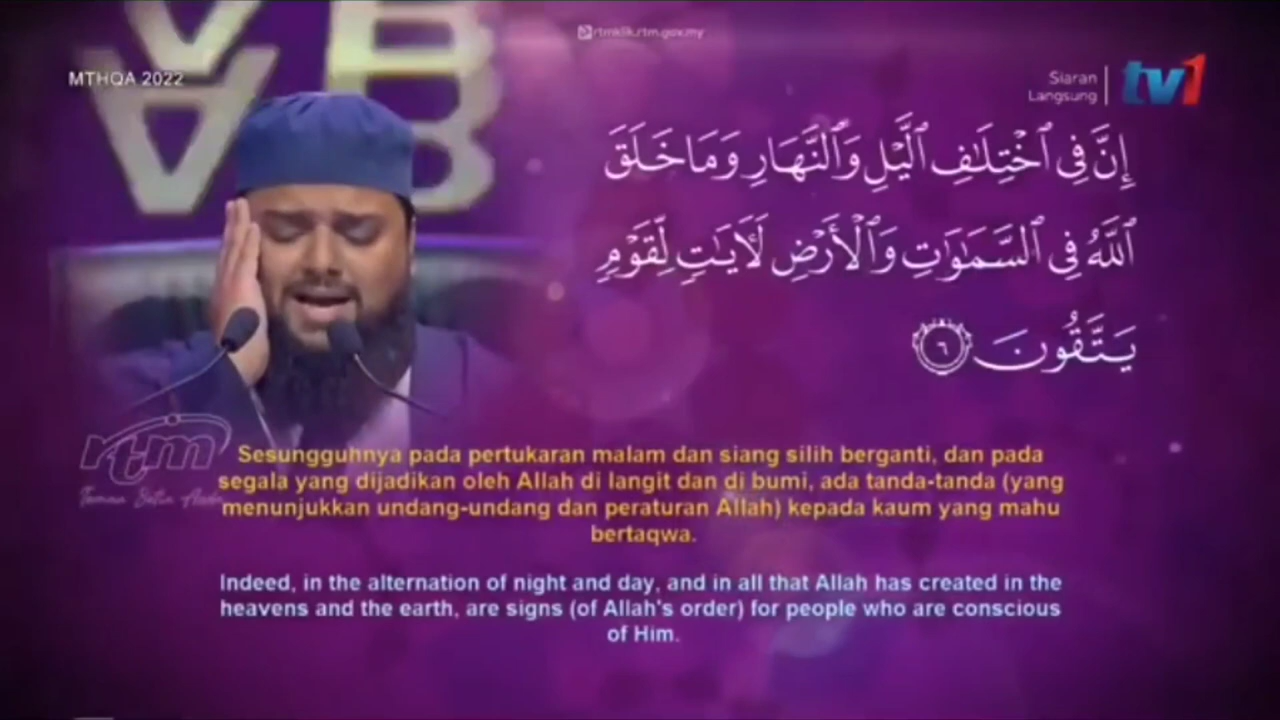 rtmklik.rtm.gov.my
MTHQA 2022
Siaran
Langsung
tv1
إِنَّ فِي ٱخْتِلَٰفِ ٱلَّيْلِ وَٱلنَّهَارِ وَمَا خَلَقَ
ٱللَّهُ فِي ٱلسَّمَٰوَٰتِ وَٱلْأَرْضِ لَءَايَٰتٍ لِّقَوْمٍ
يَتَّقُونَ ٦
rtm
Teman Setia Anda
Sesungguhnya pada pertukaran malam dan siang silih berganti, dan pada
segala yang dijadikan oleh Allah di langit dan di bumi, ada tanda-tanda (yang
menunjukkan undang-undang dan peraturan Allah) kepada kaum yang mahu
bertaqwa.
Indeed, in the alternation of night and day, and in all that Allah has created in the
heavens and the earth, are signs (of Allah's order) for people who are conscious
of Him.